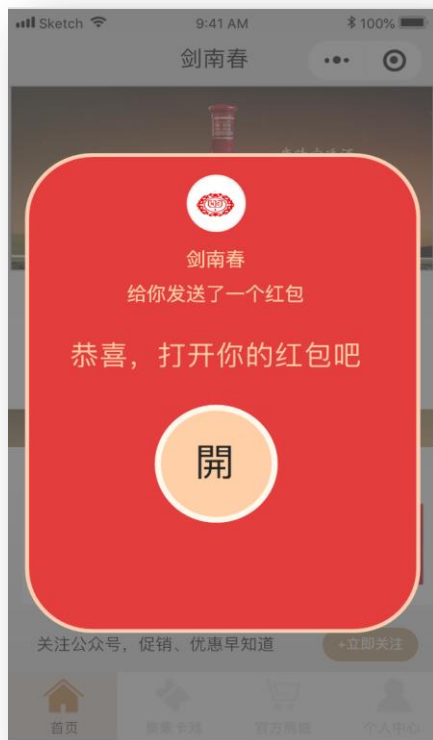 Sketch
9:41 AM
100%
剑南春
剑南春
给你发送了一个红包
恭喜，打开你的红包吧
開
关注公众号，促销、优惠早知道
+立即关注
首页
官方商城
个人中心